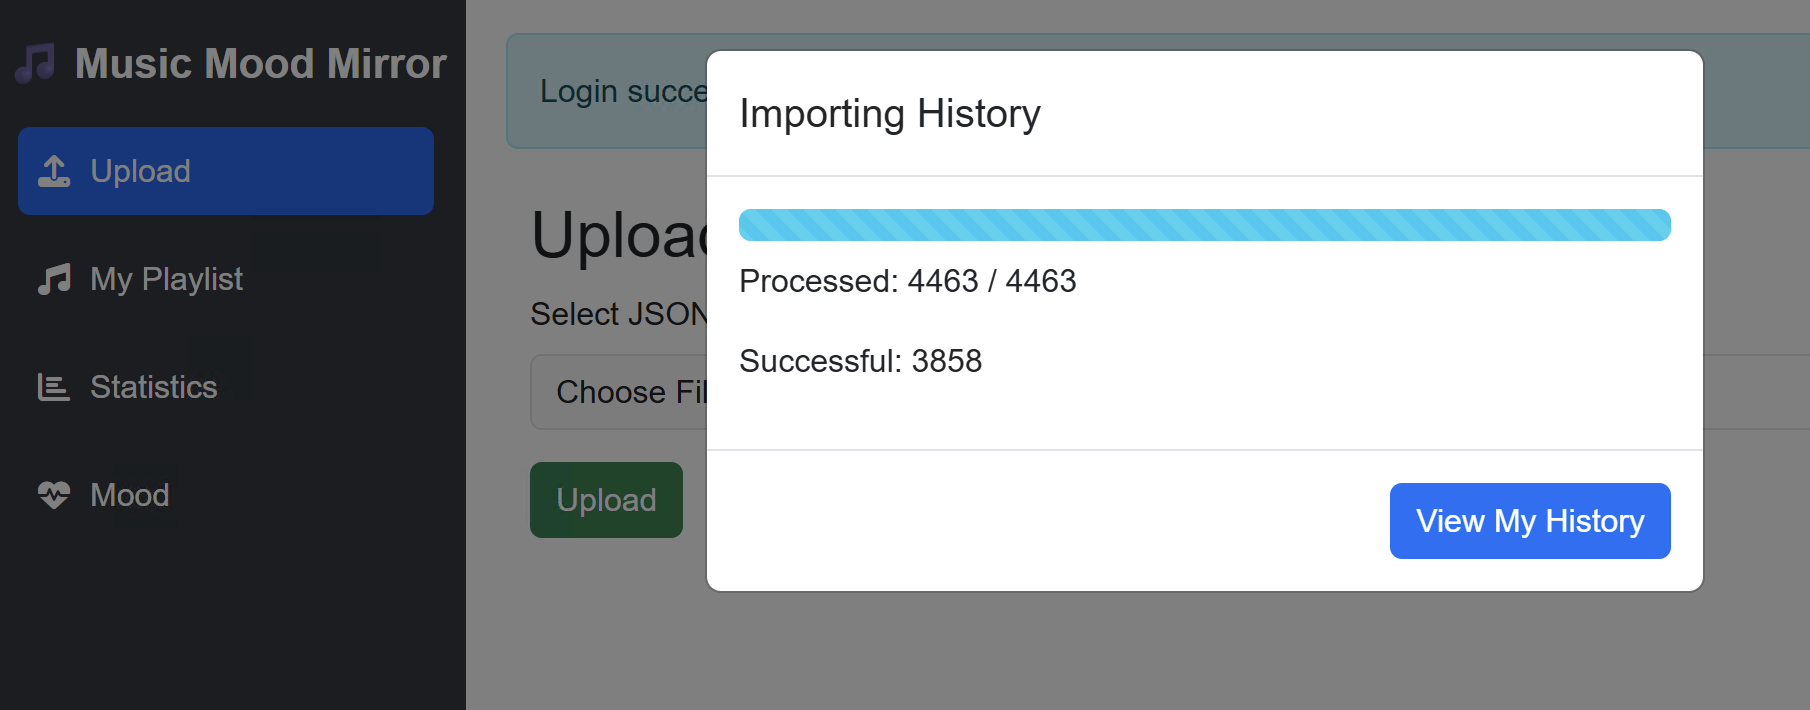 Music Mood Mirror
Upload
My Playlist
Statistics
Mood
Login succe
Upload
Select JSON
Choose Fil
Upload
Importing History
Processed: 4463 / 4463
Successful: 3858
View My History